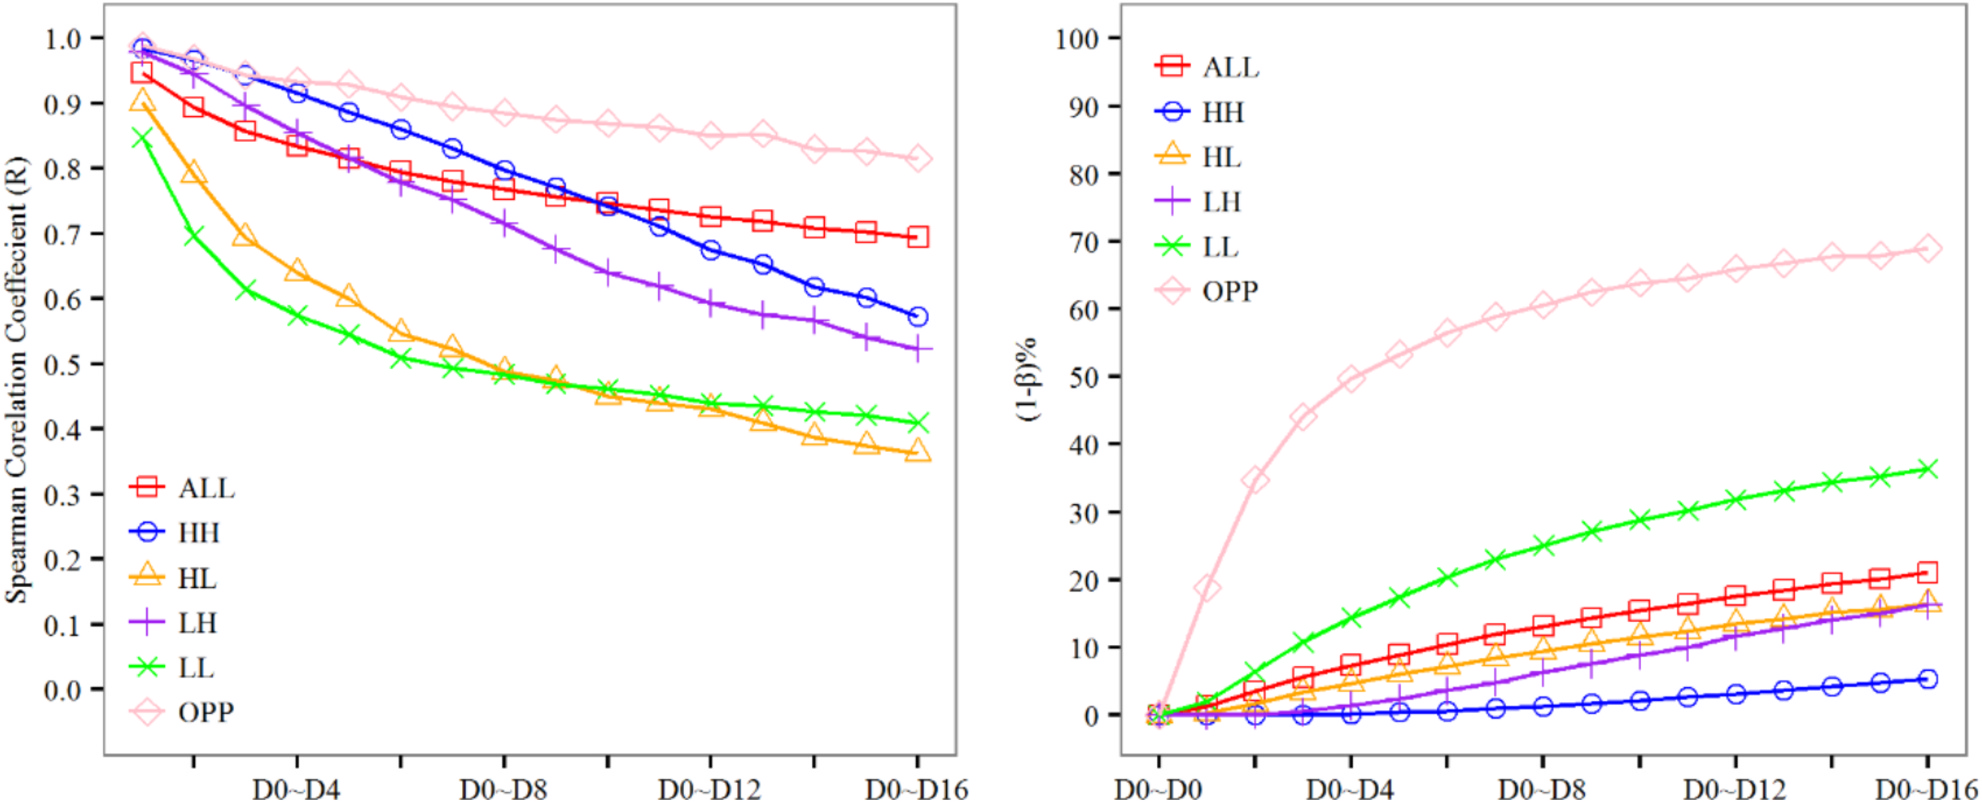 Spearman Corelation Coeffecient (R)
1.0
0.9
0.8
0.7
0.6
0.5
0.4
0.3
0.2
0.1
0.0
ALL
HH
HL
LH
LL
OPP
D0~D4 D0~D8 D0~D12 D0~D16
(1-β)%
100
90
80
70
60
50
40
30
20
10
0
ALL
HH
HL
LH
LL
OPP
D0~D0 D0~D4 D0~D8 D0~D12 D0~D16